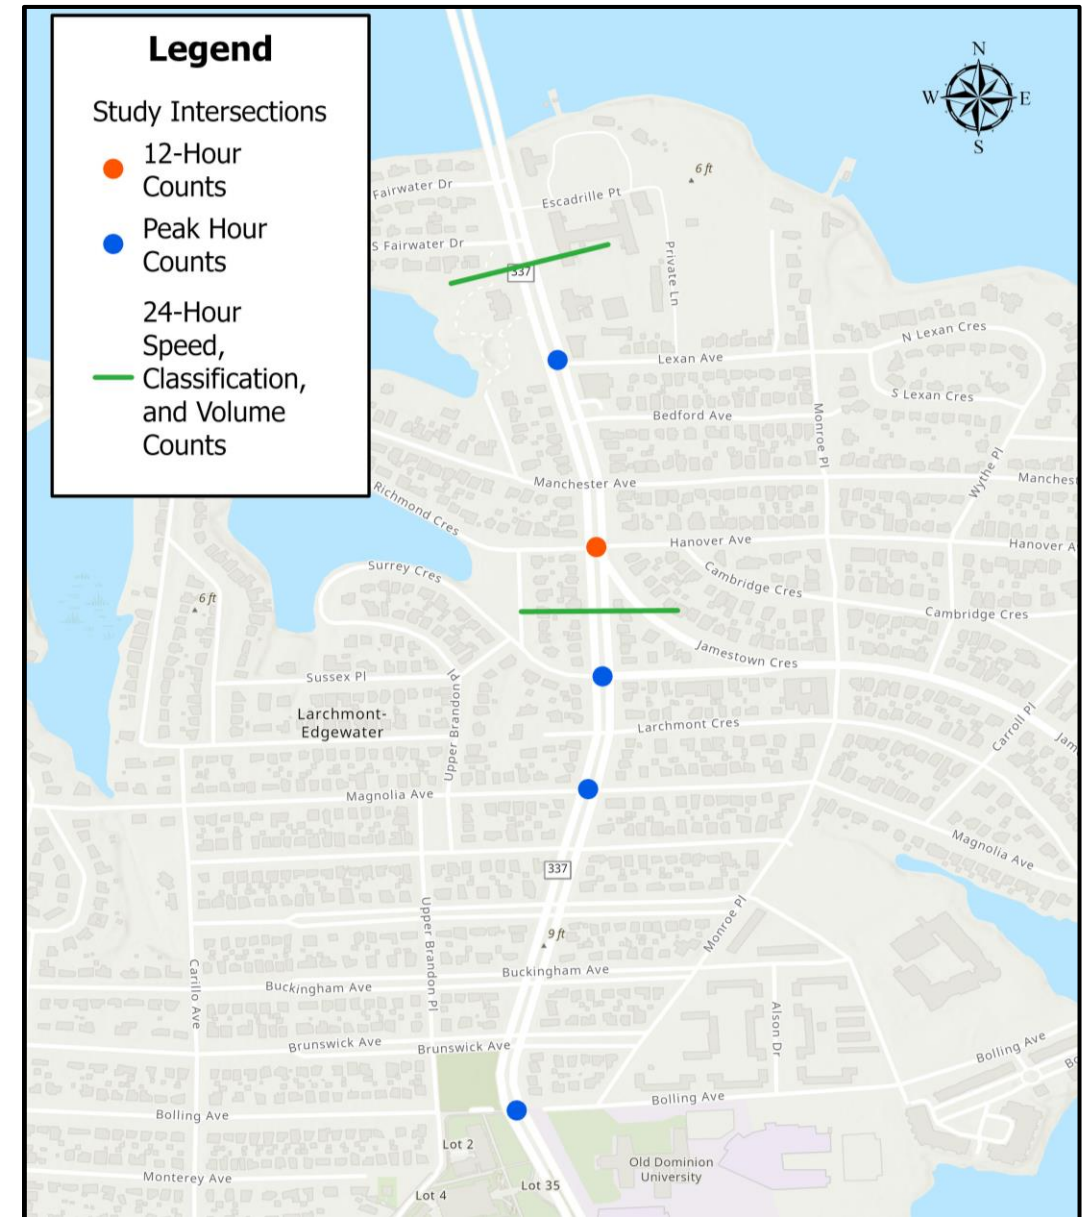 Legend
Study Intersections
12-Hour
Counts
Peak Hour
Counts
24-Hour
Speed,
Classification,
and Volume
Counts
N
W
E
S
6 ft
Fairwater Dr
Escadrille Pt
S Fairwater Dr
Private Ln
337
N Lexan Cres
Lexan Ave
S Lexan Cres
Bedford Ave
Monroe Pl
Wythe Pl
Manchester Ave
Manchest
Richmond Cres
Hanover Ave
Hanover A
Surrey Cres
Cambridge Cres
6 ft
Cambridge Cres
Jamestown Cres
Sussex Pl
Upper Brandon Pl
Larchmont-
Edgewater
Larchmont Cres
Carroll Pl
Jam
Magnolia Ave
Magnolia Ave
337
Upper Brandon Pl
Monroe Pl
9 ft
Carillo Ave
Buckingham Ave
Buckingham Ave
Alson Dr
Brunswick Ave
Brunswick Ave
Bolling Ave
Bo
Bolling Ave
Bolling Ave
Lot 2
Old Dominion
University
Monterey Ave
Lot 35
Lot 4